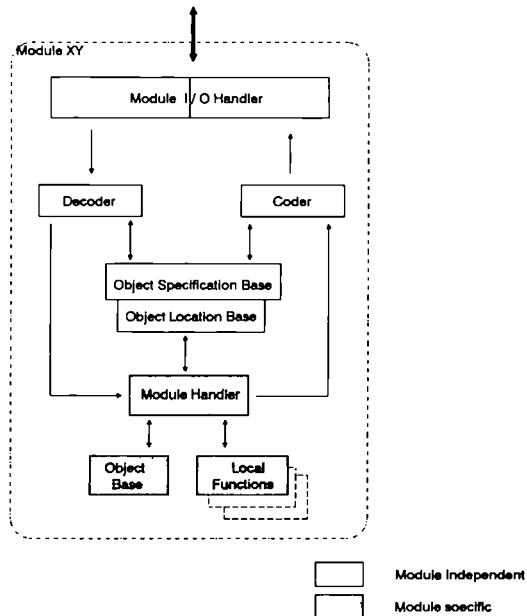 Module XY
Module I / O Handler
Decoder
Coder
Object Specification Base
Object Location Base
Module Handler
Object
Base
Local
Functions
Module Independent
Module soecific